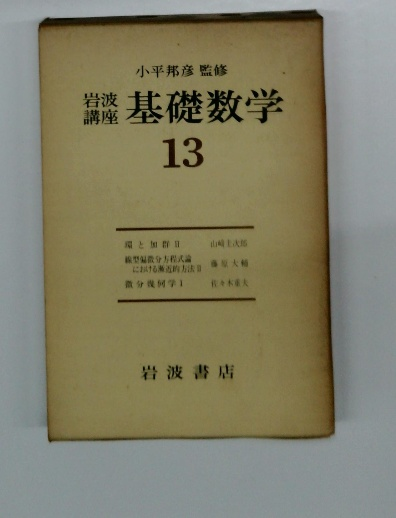 小平邦彦 監修
岩波講座 基礎数学
13
環と加群 II 山﨑圭次郎
線型偏微分方程式論
における漸近的方法 II 藤原大輔
微分幾何学 I 佐々木重夫
岩波書店